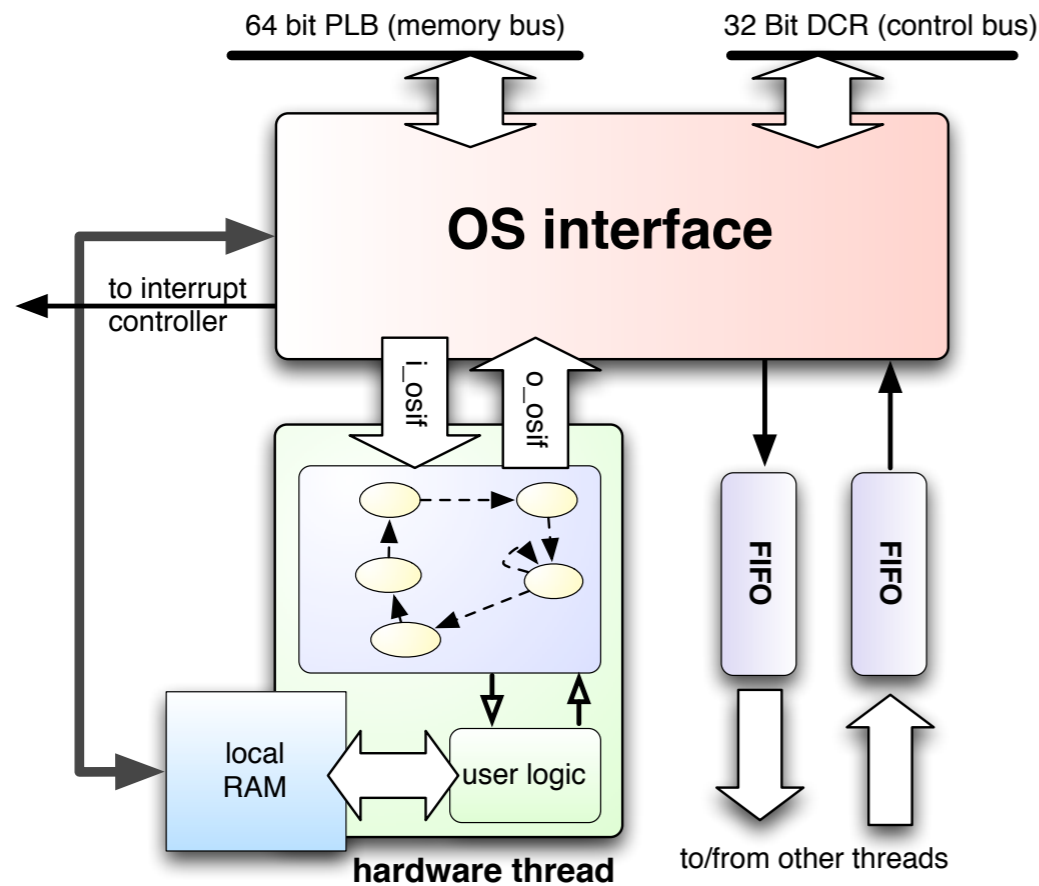 64 bit PLB (memory bus)
32 Bit DCR (control bus)
OS interface
to interrupt
controller
i_osif
o_osif
FIFO
FIFO
local
RAM
user logic
hardware thread
to/from other threads